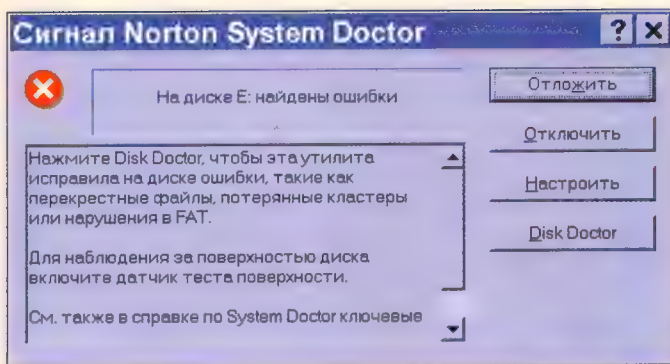 Сигнал Norton System Doctor
На диске E: найдены ошибки
Нажмите Disk Doctor, чтобы эта утилита
исправила на диске ошибки, такие как
перекрестные файлы, потерянные кластеры
или нарушения в FAT.
Для наблюдения за поверхностью диска
включите датчик теста поверхности.
См. также в справке по System Doctor ключевые
Отложить
Отключить
Настроить
Disk Doctor